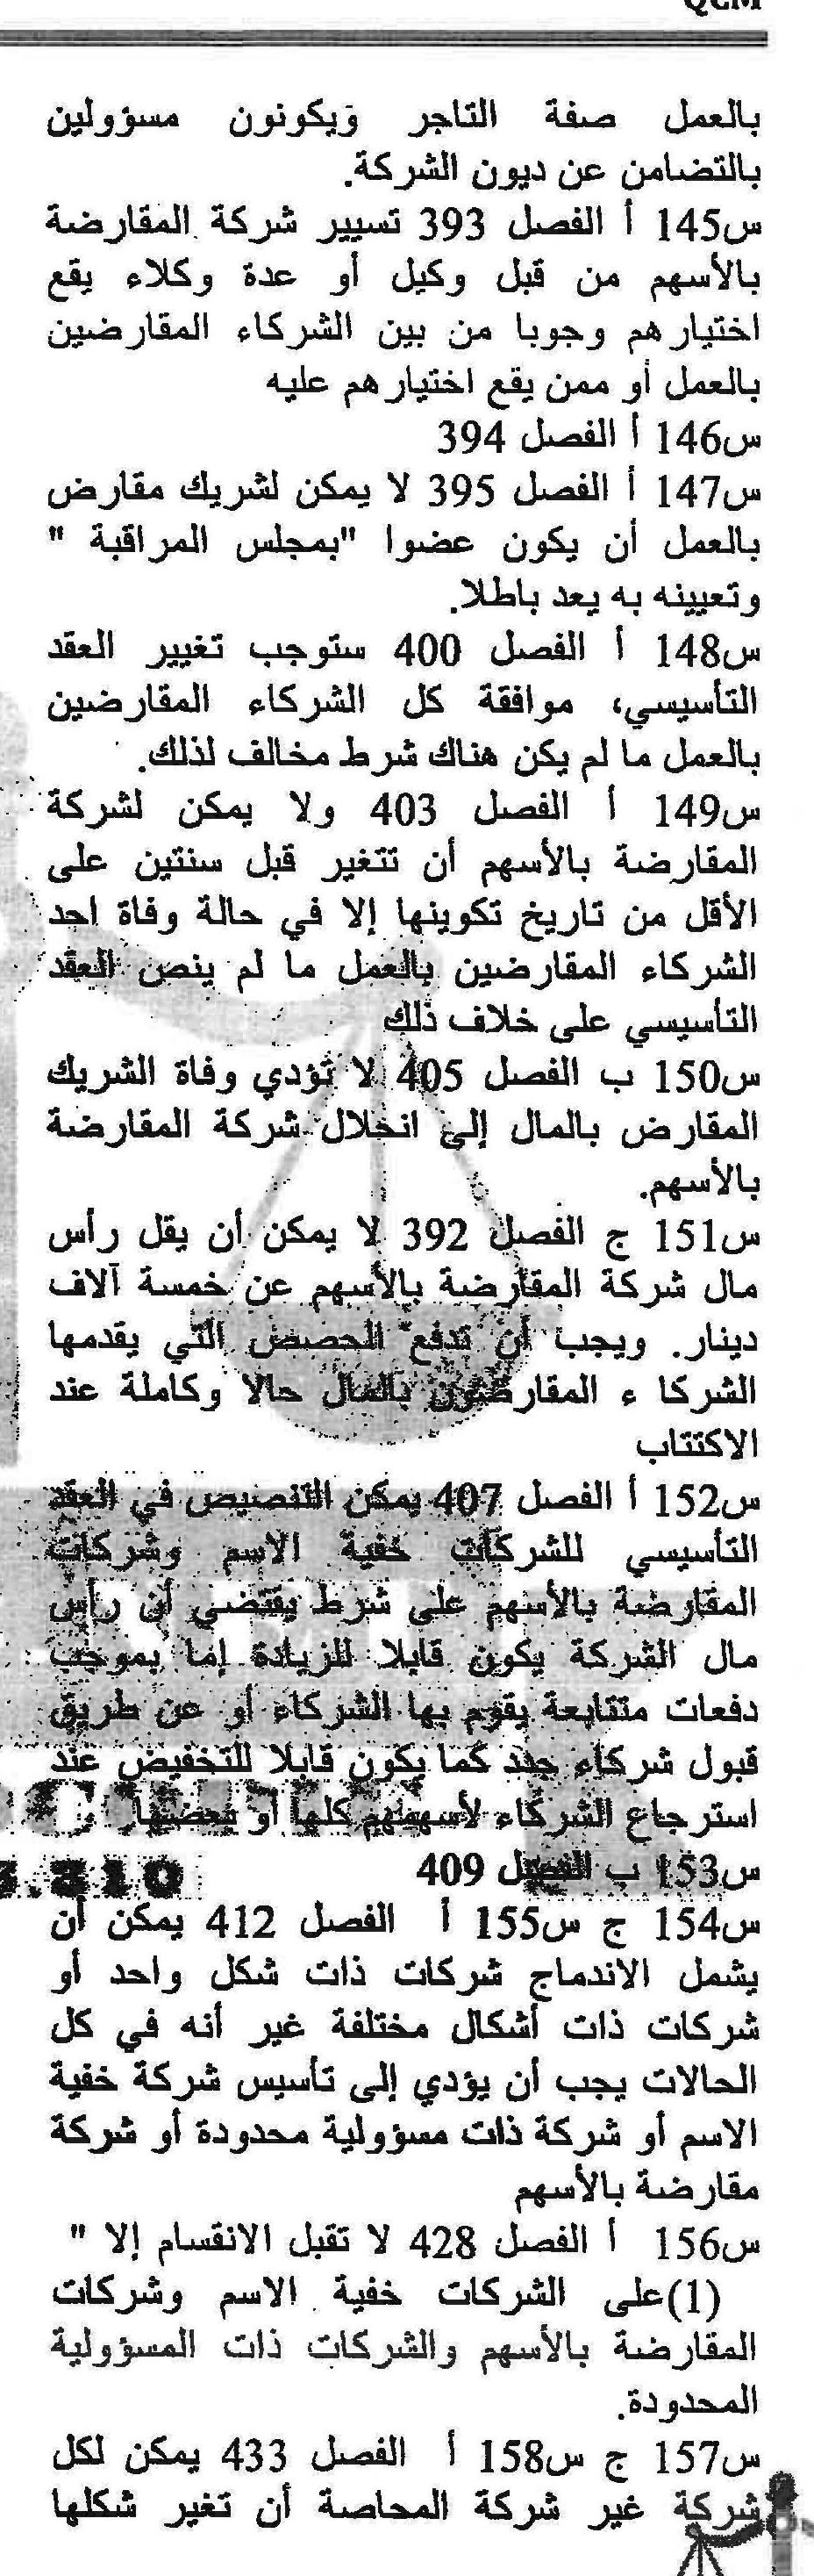 QCM
بالعمل صفة التاجر وَيكونون مسؤولين
بالتضامن عن ديون الشركة.
س145 أ الفصل 393 تسيير شركة المقارضة
بالأسهم من قبل وكيل أو عدة وكلاء يقع
اختيارهم وجوبا من بين الشركاء المقارضين
بالعمل أو ممن يقع اختيارهم عليه
س146 أ الفصل 394
س147 أ الفصل 395 لا يمكن لشريك مقارض
بالعمل أن يكون عضوا "بمجلس المراقبة "
وتعيينه به يعد باطلا.
س148 أ الفصل 400 ستوجب تغيير العقد
التأسيسي، موافقة كل الشركاء المقارضين
بالعمل ما لم يكن هناك شرط مخالف لذلك.
س149 أ الفصل 403 ولا يمكن لشركة
المقارضة بالأسهم أن تتغير قبل سنتين على
الأقل من تاريخ تكوينها إلا في حالة وفاة احد
الشركاء المقارضين بالعمل ما لم ينص العقد
التأسيسي على خلاف ذلك
س150 ب الفصل 405 لا تؤدي وفاة الشريك
المقارض بالمال إلى انحلال شركة المقارضة
بالأسهم.
س151 ج الفصل 392 لا يمكن أن يقل رأس
مال شركة المقارضة بالأسهم عن خمسة آلاف
دينار. ويجب أن تدفع الحصص التي يقدمها
الشركا ء المقارضون بالمال حالا وكاملة عند
الاكتتاب
س152 أ الفصل 407 يمكن التنصيص في العقد
التأسيسي للشركات خفية الاسم وشركات
المقارضة بالأسهم على شرط يقتضي أن رأس
مال الشركة يكون قابلا للزيادة إما بموجب
دفعات متتابعة يقوم بها الشركاء أو عن طريق
قبول شركاء جدد كما يكون قابلا للتخفيض عند
استرجاع الشركاء لأسهمهم كلها أو بعضها.
س153 ب الفصل 409
س154 ج س155 أ الفصل 412 يمكن أن
يشمل الاندماج شركات ذات شكل واحد أو
شركات ذات أشكال مختلفة غير أنه في كل
الحالات يجب أن يؤدي إلى تأسيس شركة خفية
الاسم أو شركة ذات مسؤولية محدودة أو شركة
مقارضة بالأسهم
س156 أ الفصل 428 لا تقبل الانقسام إلا "
(1)على الشركات خفية الاسم وشركات
المقارضة بالأسهم والشركات ذات المسؤولية
المحدودة.
س157 ج س158 أ الفصل 433 يمكن لكل
شركة غير شركة المحاصة أن تغير شكلها